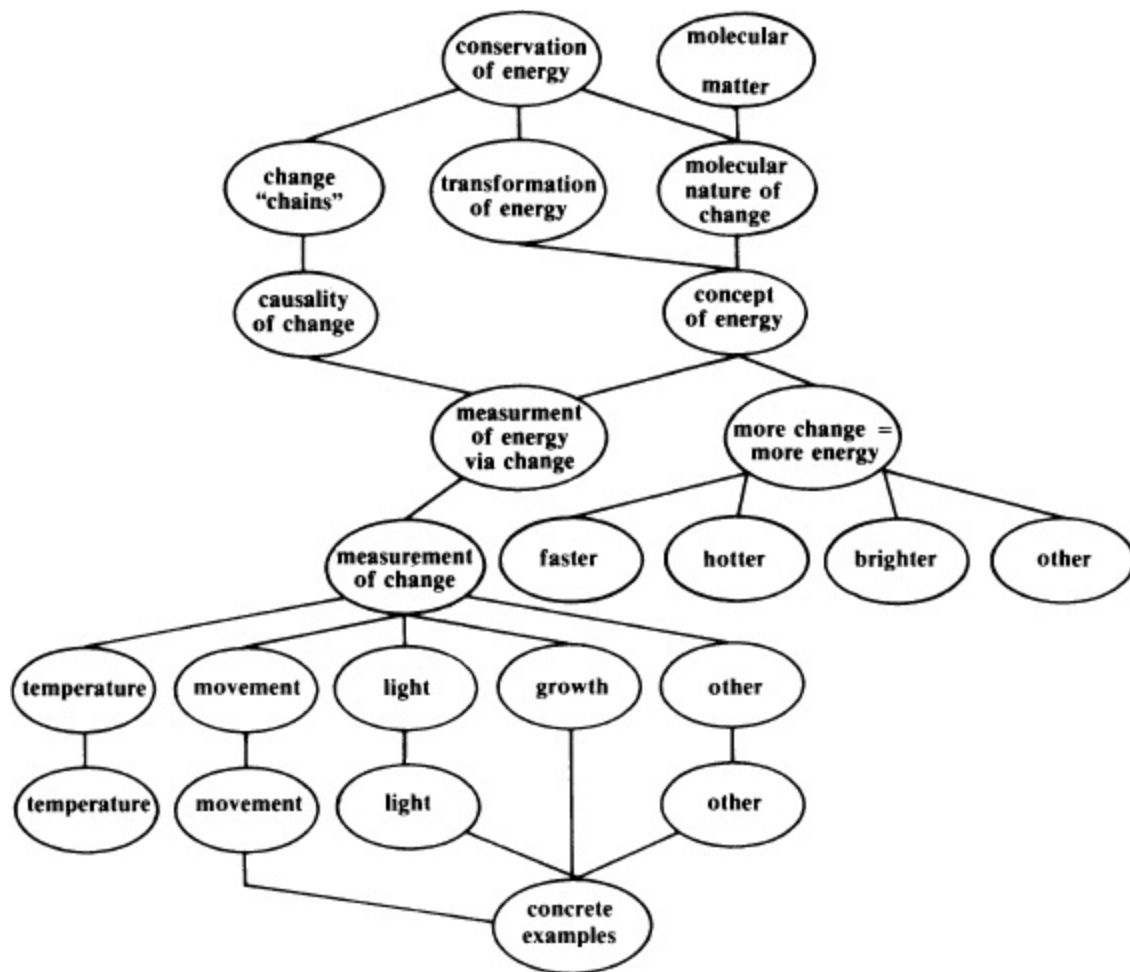 conservation
of energy
molecular
matter
change
"chains"
transformation
of energy
molecular
nature of
change
causality
of change
concept
of energy
measurment
of energy
via change
more change =
more energy
measurement
of change
faster
hotter
brighter
other
temperature
movement
light
growth
other
temperature
movement
light
other
concrete
examples